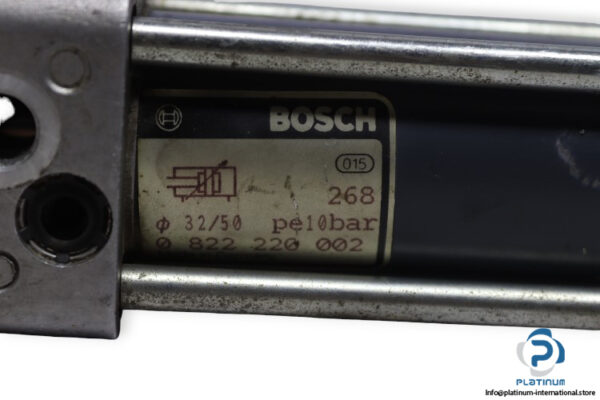 BOSCH
015
268
ϕ 32/50 pe10bar
0 822 220 002
PLATINUM
Info@platinum-international.store